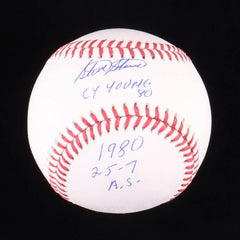 Steve Stone
CY YOUNG
80
1980
25-7
A.S.